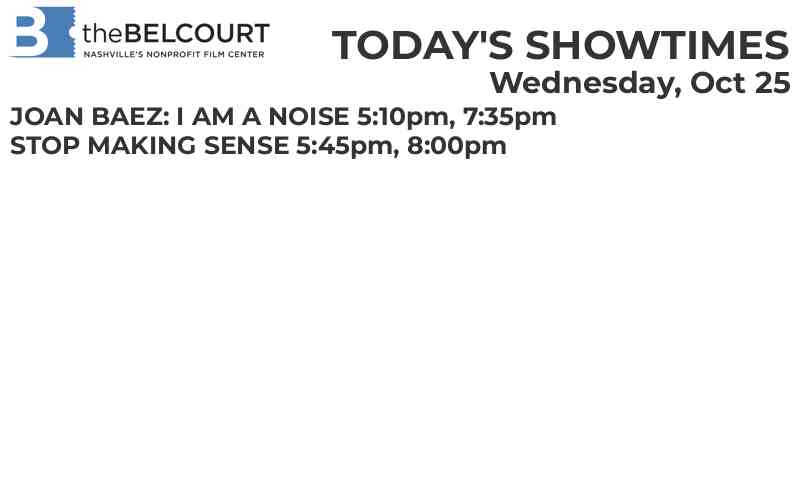 B theBELCOURT
NASHVILLE'S NONPROFIT FILM CENTER
TODAY'S SHOWTIMES
Wednesday, Oct 25
JOAN BAEZ: I AM A NOISE 5:10pm, 7:35pm
STOP MAKING SENSE 5:45pm, 8:00pm